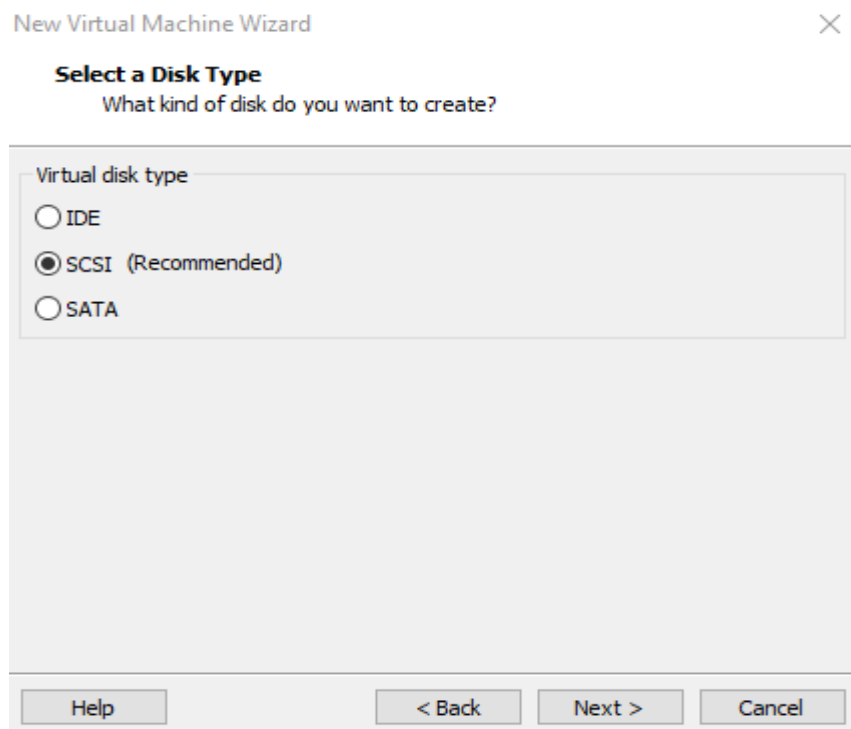 New Virtual Machine Wizard
Select a Disk Type
What kind of disk do you want to create?
Virtual disk type
IDE
SCSI (Recommended)
SATA
Help < Back Next > Cancel